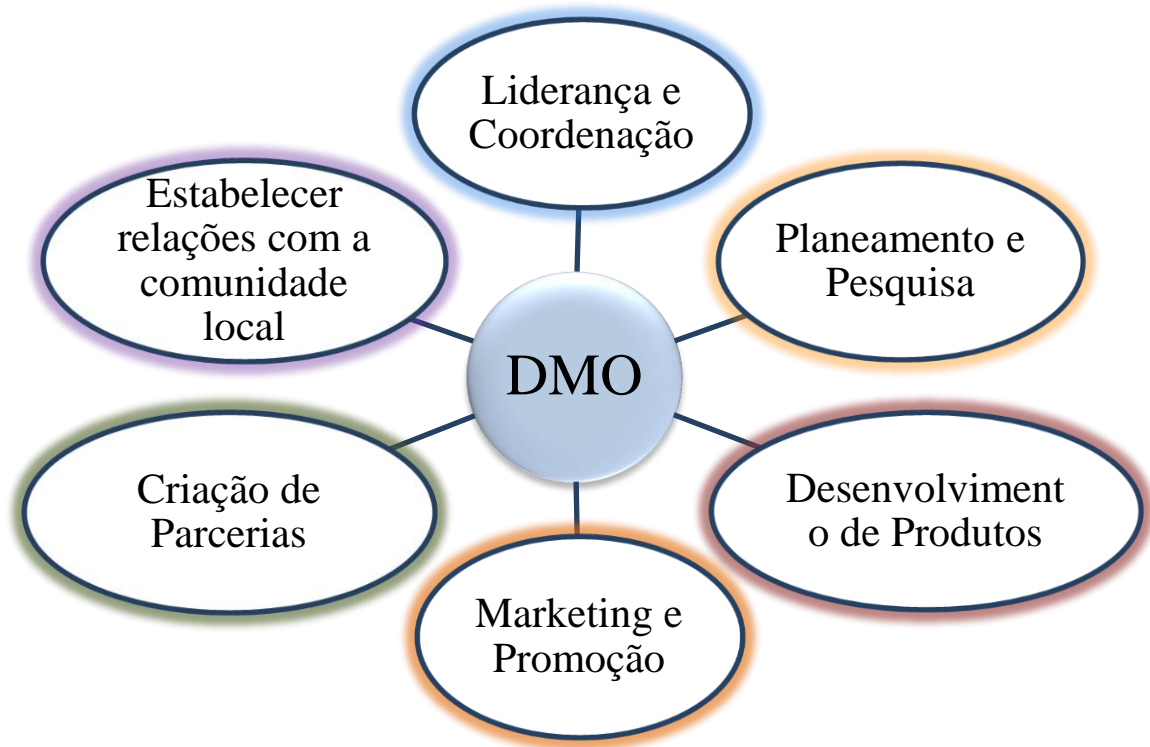 Liderança e
Coordenação
Planeamento e
Pesquisa
Desenvolviment
o de Produtos
Marketing e
Promoção
Criação de
Parcerias
Estabelecer
relações com a
comunidade
local
DMO